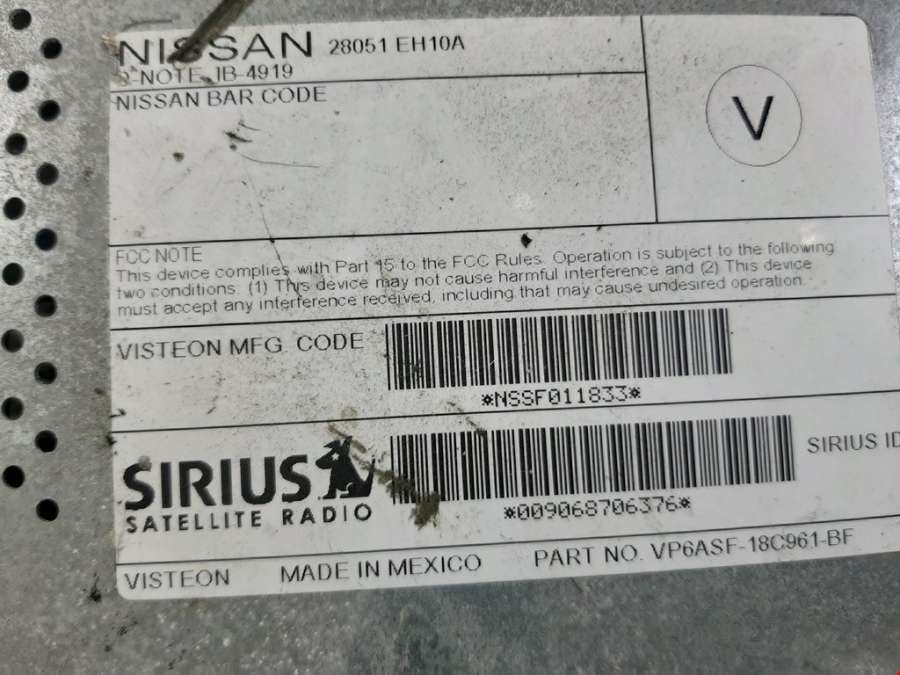 NISSAN 28051 EH10A
NOTE IB-4919
NISSAN BAR CODE
V
FCC NOTE
This device complies with Part 15 to the FCC Rules. Operation is subject to the following
two conditions. (1) This device may not cause harmful interference and (2) This device
must accept any interference received, including that may cause undesired operation.
VISTEON MFG. CODE
*NSSF011833*
SIRIUS
SATELLITE RADIO
*009068706376*
SIRIUS ID
VISTEON MADE IN MEXICO PART NO. VP6ASF-18C961-BF